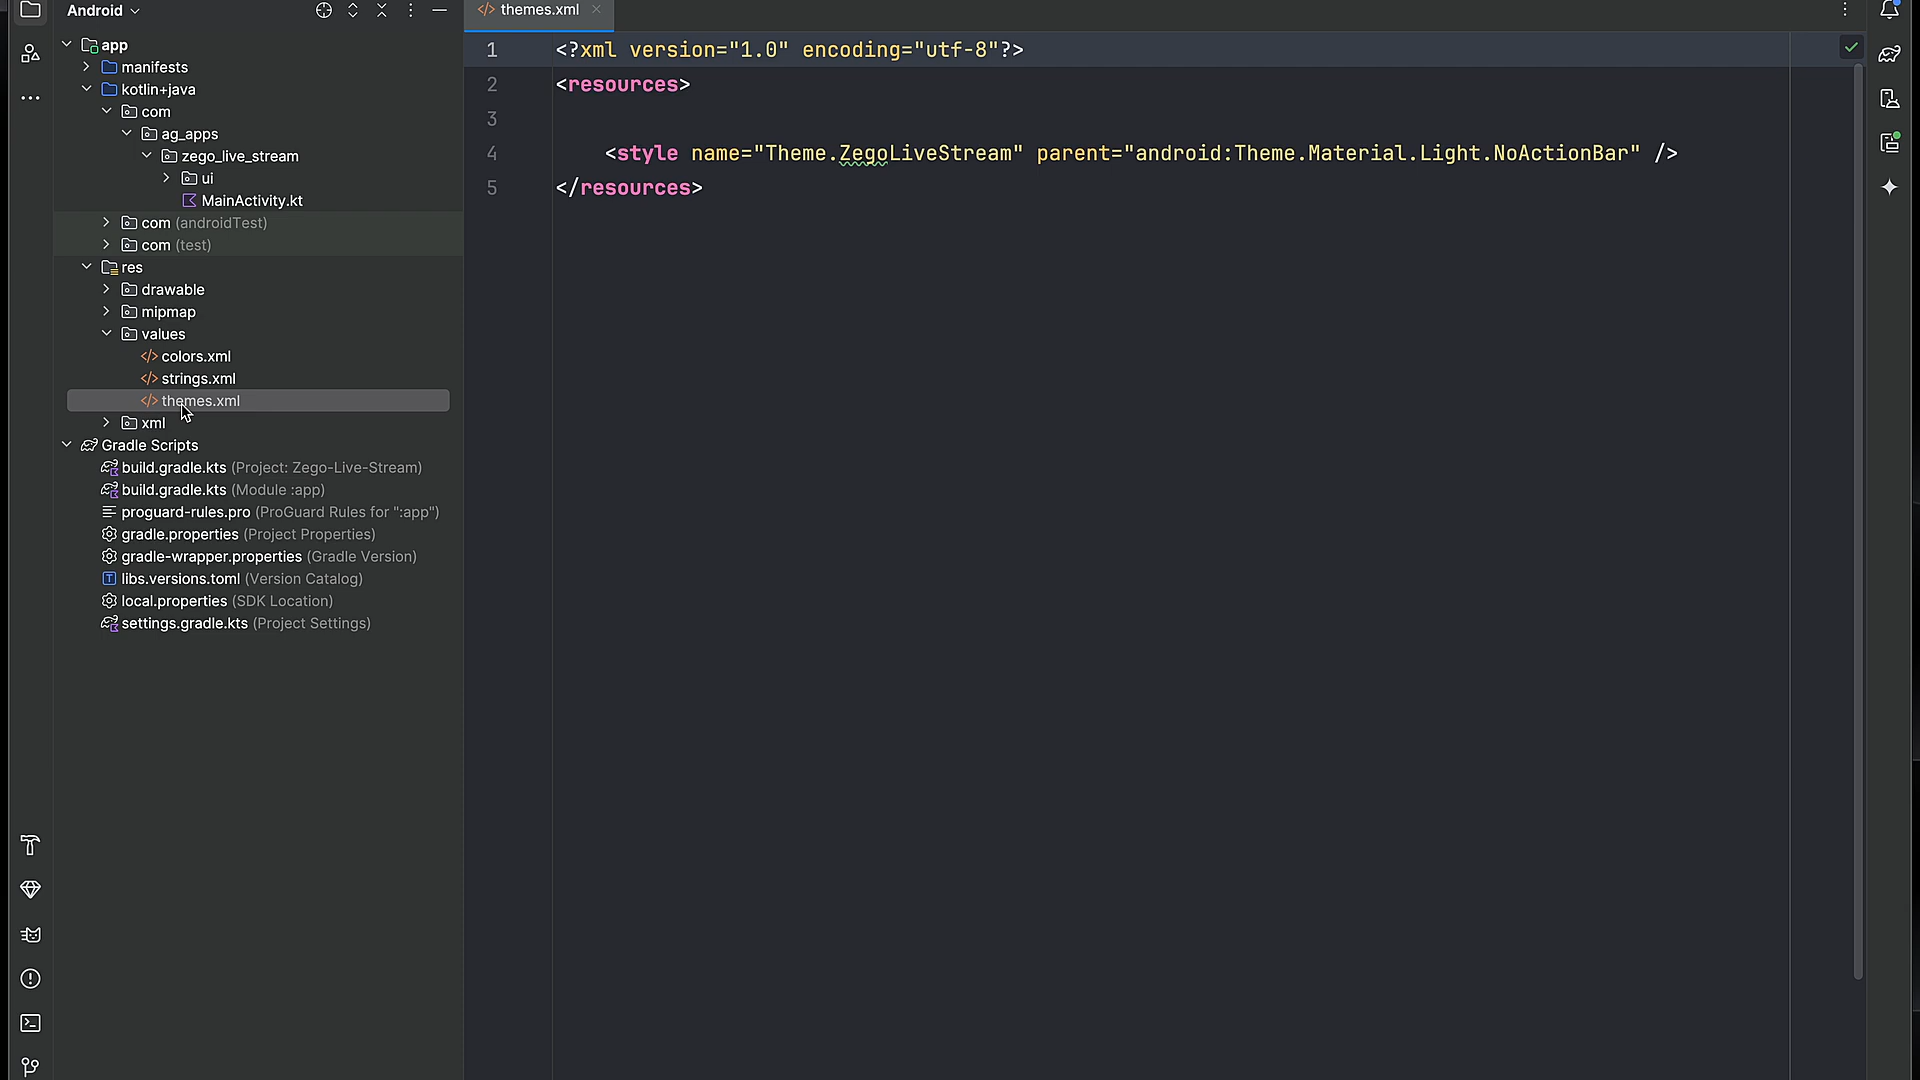 Android
app
manifests
kotlin+java
com
ag_apps
zego_live_stream
ui
MainActivity.kt
com (androidTest)
com (test)
res
drawable
mipmap
values
colors.xml
strings.xml
themes.xml
xml
Gradle Scripts
build.gradle.kts (Project: Zego-Live-Stream)
build.gradle.kts (Module :app)
proguard-rules.pro (ProGuard Rules for ":app")
gradle.properties (Project Properties)
gradle-wrapper.properties (Gradle Version)
libs.versions.toml (Version Catalog)
local.properties (SDK Location)
settings.gradle.kts (Project Settings)
themes.xml
1 <?xml version="1.0" encoding="utf-8"?>
2 <resources>
3
4 <style name="Theme.ZegoLiveStream" parent="android:Theme.Material.Light.NoActionBar" />
5 </resources>